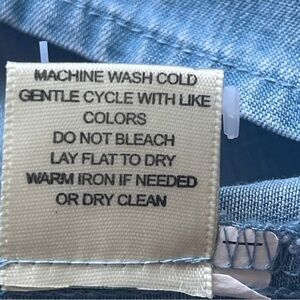 MACHINE WASH COLD
GENTLE CYCLE WITH LIKE
COLORS
DO NOT BLEACH
LAY FLAT TO DRY
WARM IRON IF NEEDED
OR DRY CLEAN